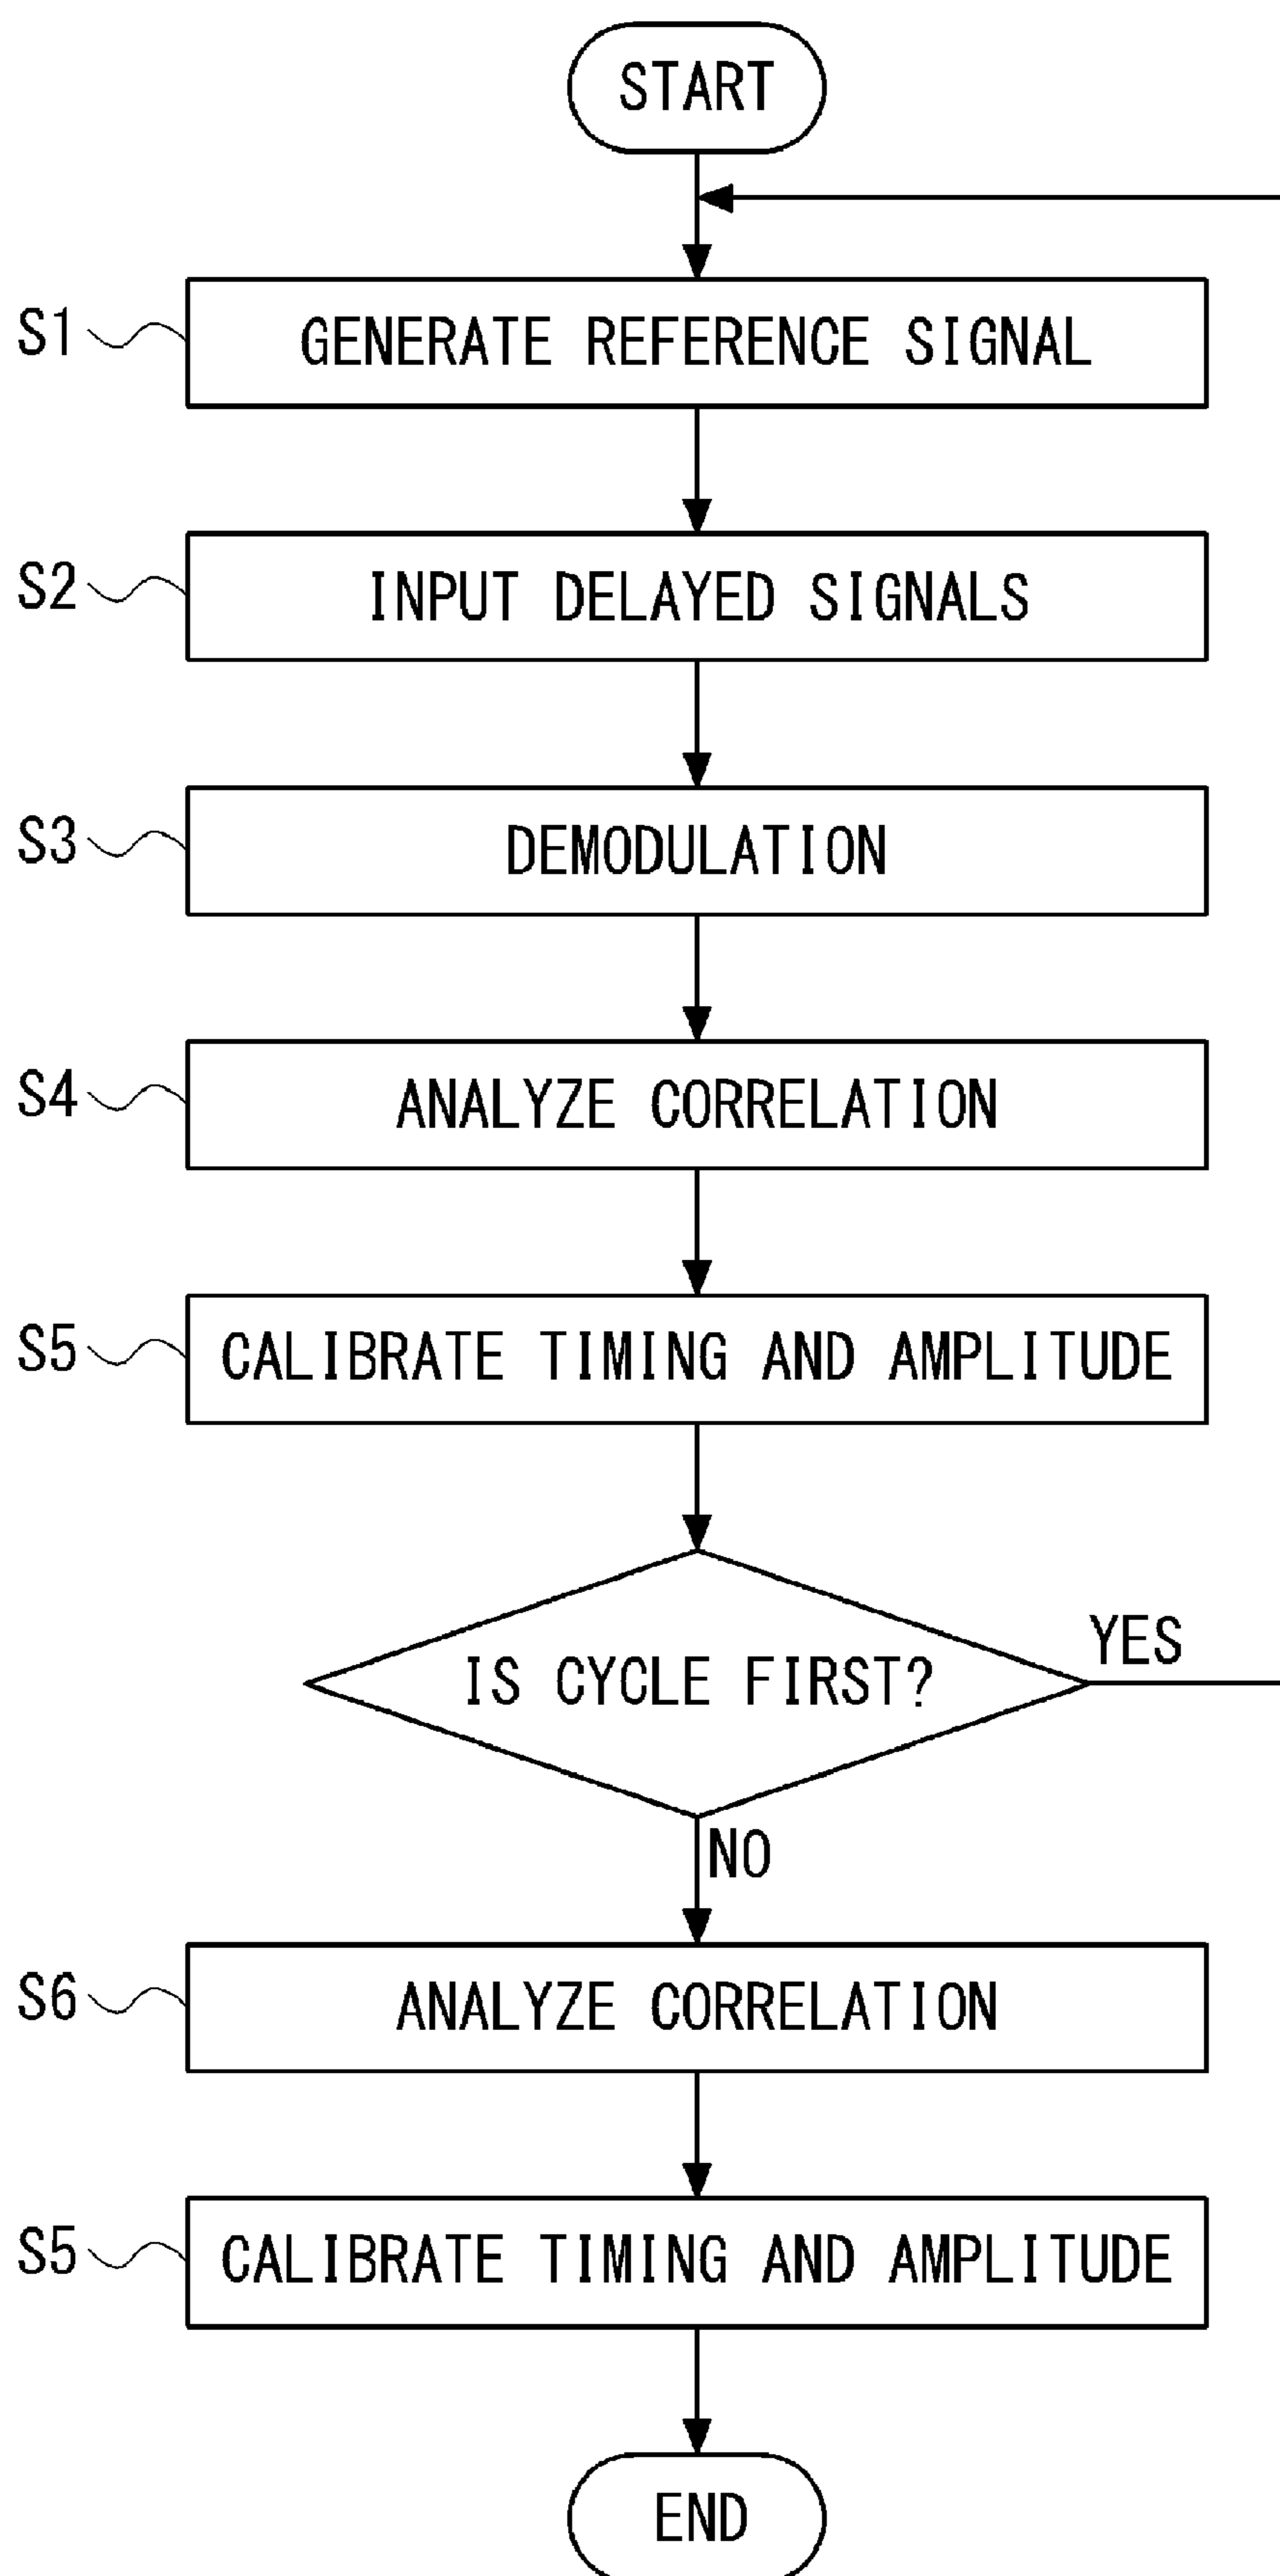 START
S1 GENERATE REFERENCE SIGNAL
S2 INPUT DELAYED SIGNALS
S3 DEMODULATION
S4 ANALYZE CORRELATION
S5 CALIBRATE TIMING AND AMPLITUDE
IS CYCLE FIRST?
YES
NO
S6 ANALYZE CORRELATION
S5 CALIBRATE TIMING AND AMPLITUDE
END